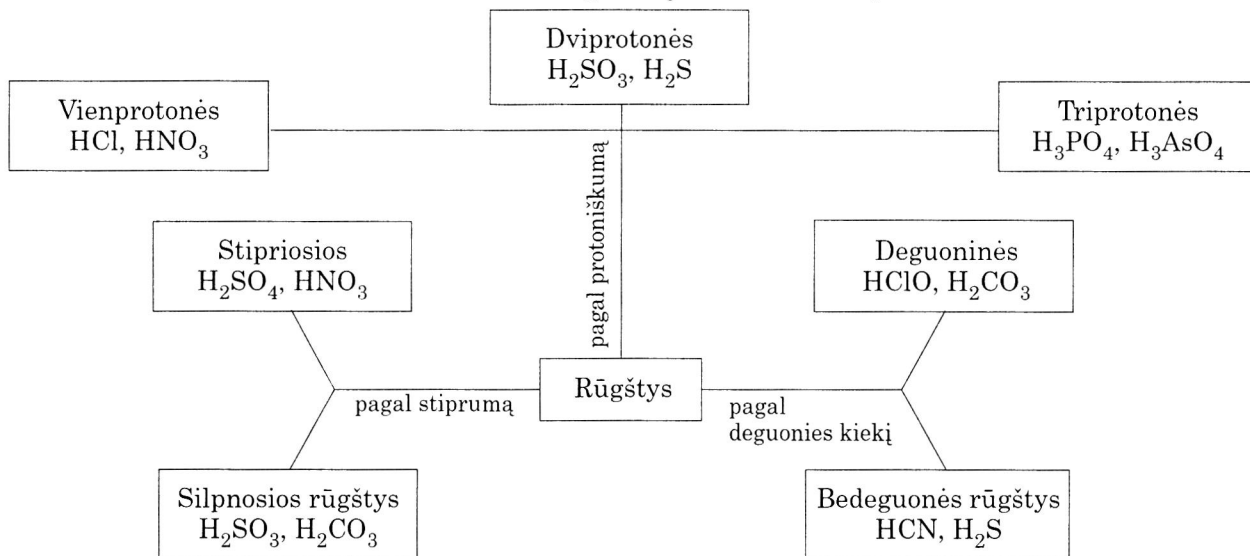 Dviprotonės
H₂SO₃, H₂S
Vienprotonės
HCl, HNO₃
Triprotonės
H₃PO₄, H₃AsO₄
pagal protoniškumą
Stipriosios
H₂SO₄, HNO₃
Deguoninės
HClO, H₂CO₃
Rūgštys
pagal stiprumą
pagal
deguonies kiekį
Silpnosios rūgštys
H₂SO₃, H₂CO₃
Bedeguonės rūgštys
HCN, H₂S